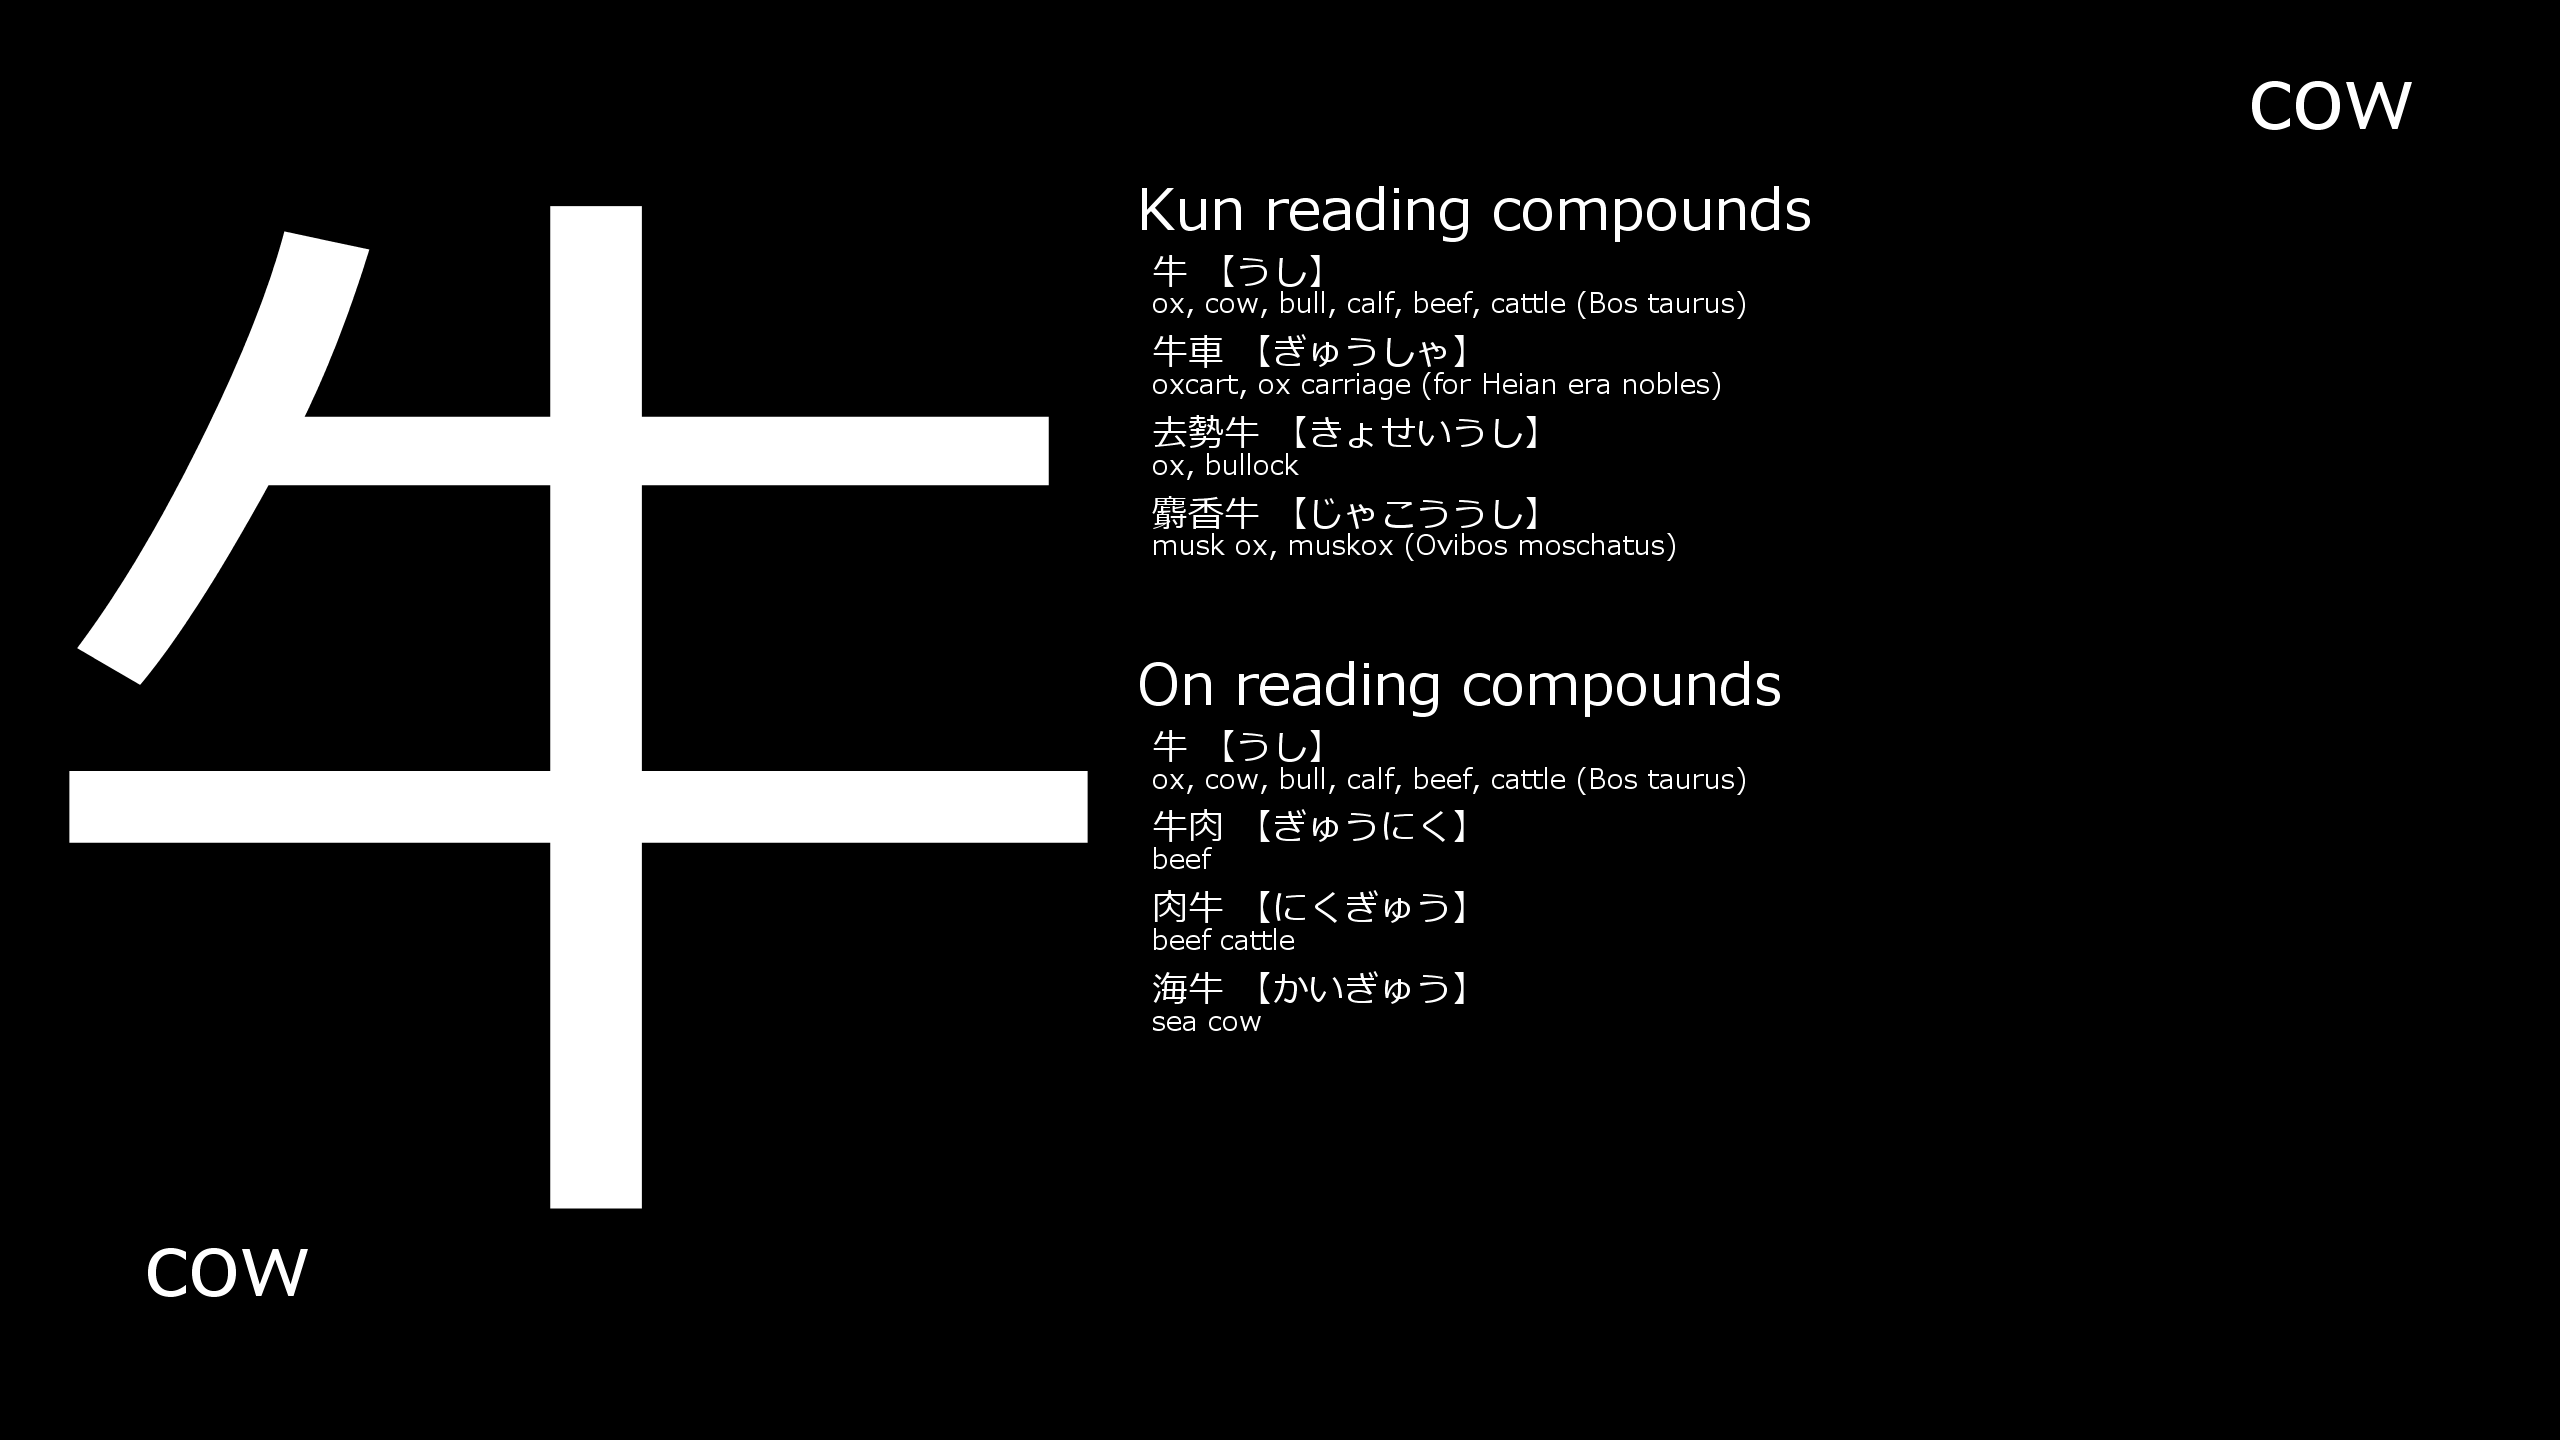 cow
牛
Kun reading compounds
牛 【うし】
ox, cow, bull, calf, beef, cattle (Bos taurus)
牛車 【ぎゅうしゃ】
oxcart, ox carriage (for Heian era nobles)
去勢牛 【きょせいうし】
ox, bullock
麝香牛 【じゃこううし】
musk ox, muskox (Ovibos moschatus)
On reading compounds
牛 【うし】
ox, cow, bull, calf, beef, cattle (Bos taurus)
牛肉 【ぎゅうにく】
beef
肉牛 【にくぎゅう】
beef cattle
海牛 【かいぎゅう】
sea cow
cow